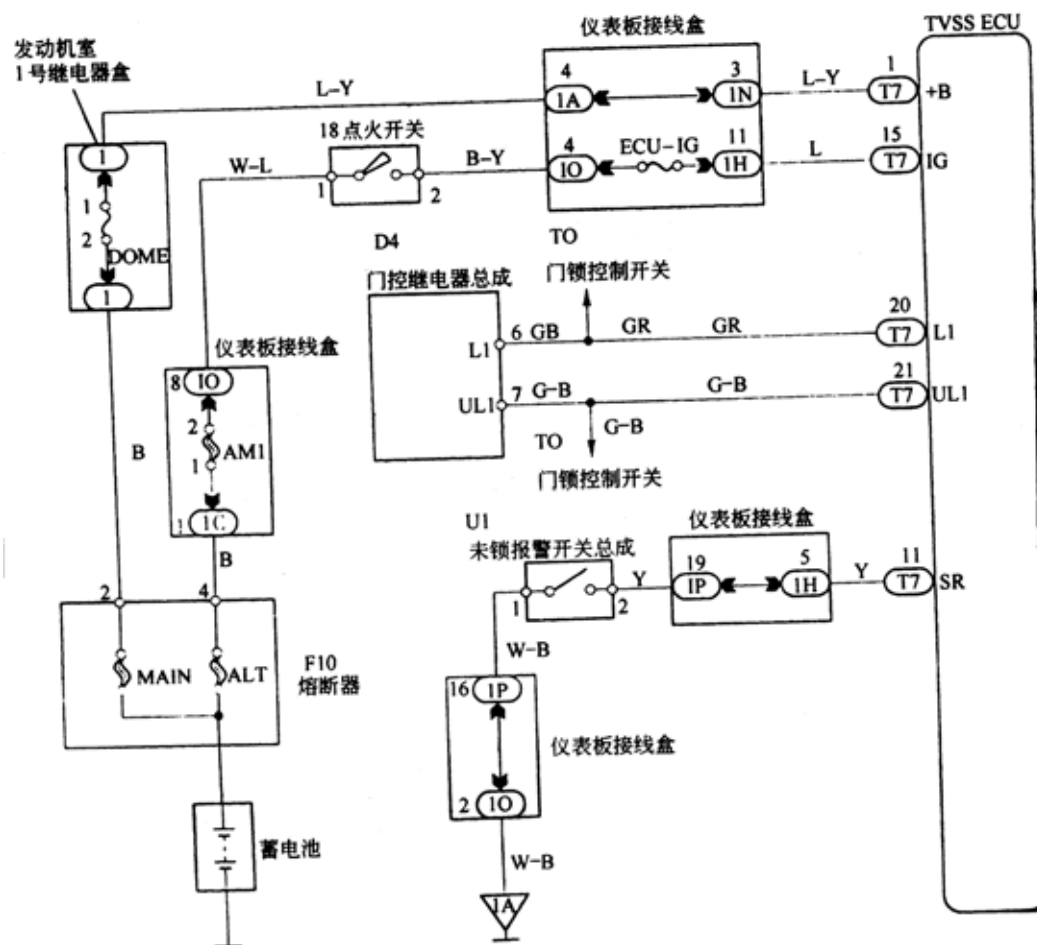 仪表板接线盒
TVSS ECU
发动机室
1号继电器盒
4
3
1
L-Y
1A
1N
L-Y
T7
+B
18点火开关
4
ECU-IG
11
15
1
W-L
B-Y
IO
1H
L
T7
IG
1
2
1
2
DOME
D4
TO
1
门控继电器总成
门锁控制开关
20
6
GB
GR
GR
T7
L1
L1
仪表板接线盒
21
8
IO
7
G-B
G-B
T7
UL1
UL1
2
G-B
B
AM1
TO
1
门锁控制开关
1
1C
U1
仪表板接线盒
B
未锁报警开关总成
19
5
11
2
4
Y
IP
1H
Y
T7
SR
1
2
W-B
MAIN
ALT
F10
熔断器
16
1P
仪表板接线盒
2
1O
蓄电池
W-B
1A